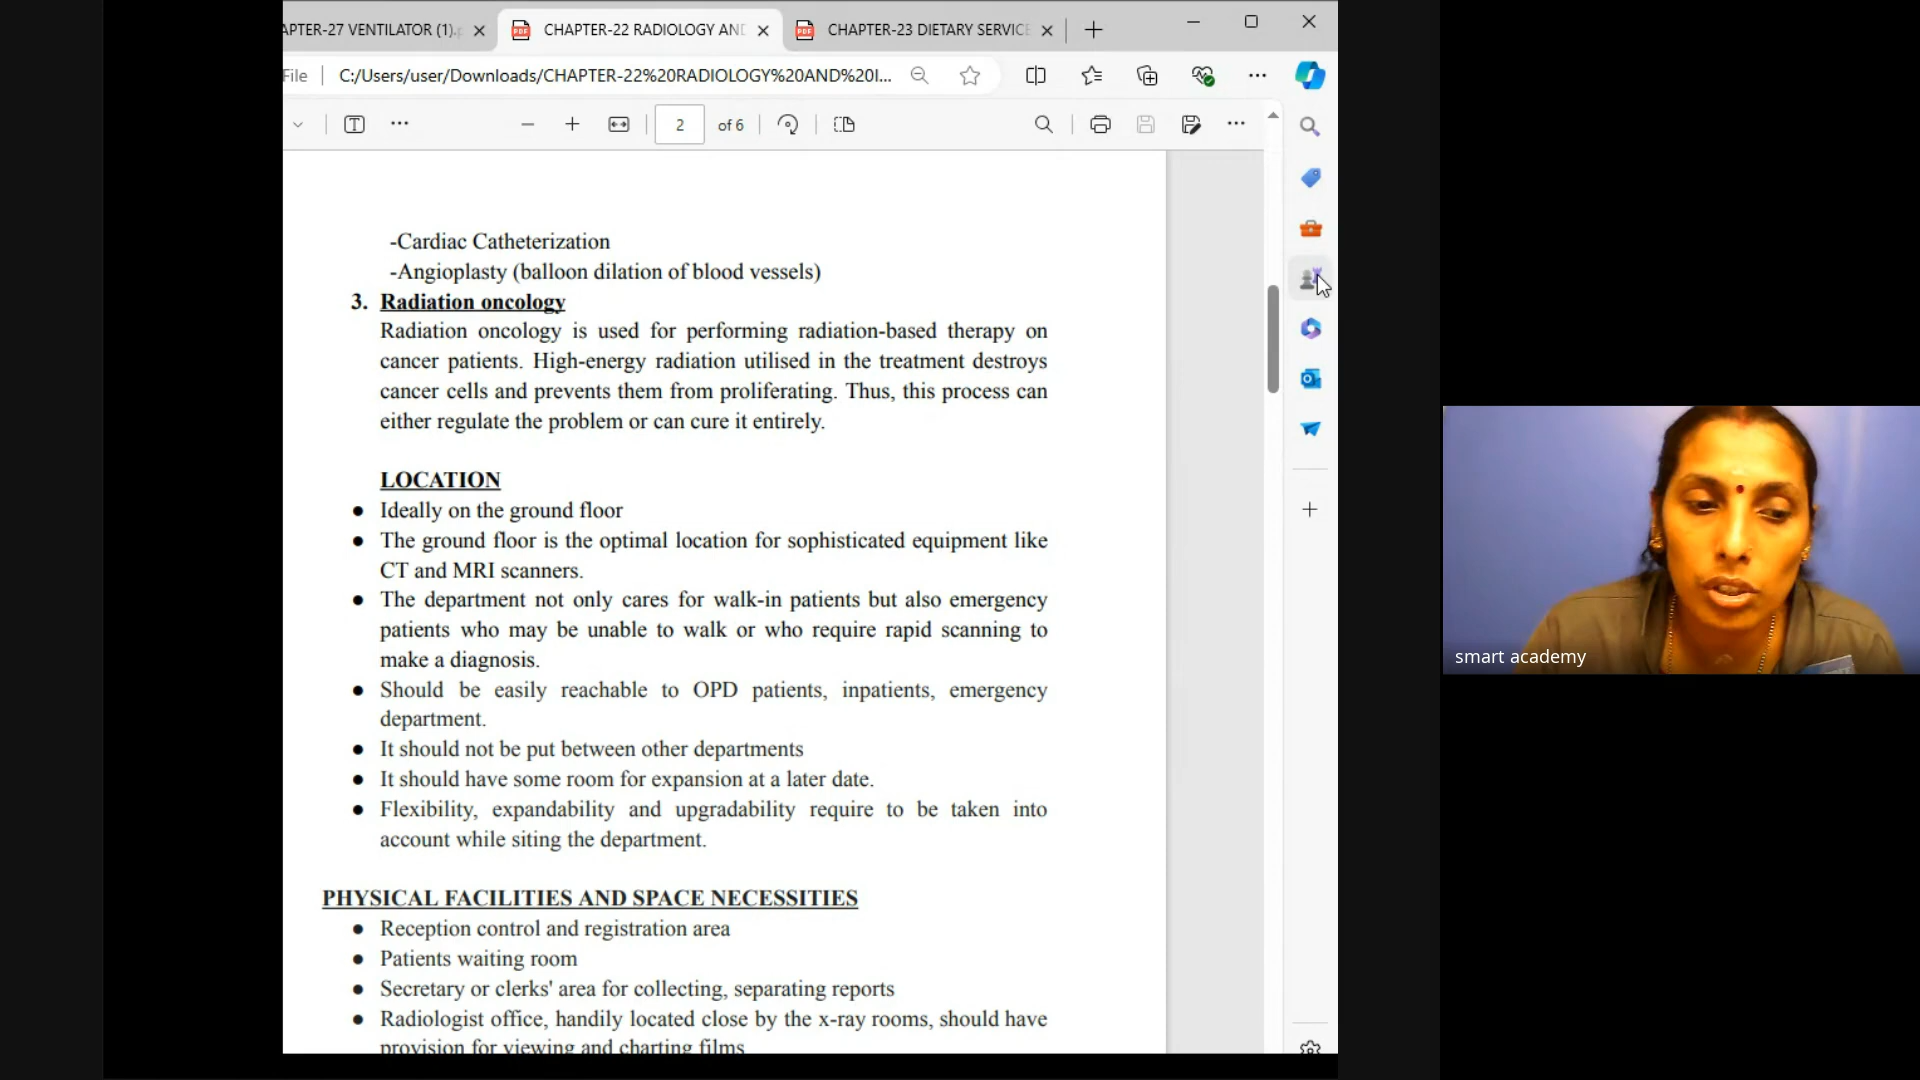 APTER-27 VENTILATOR (1).
CHAPTER-22 RADIOLOGY AND
CHAPTER-23 DIETARY SERVICE
File
C:/Users/user/Downloads/CHAPTER-22%20RADIOLOGY%20AND%20I...
2 of 6
-Cardiac Catheterization
-Angioplasty (balloon dilation of blood vessels)
3. Radiation oncology
Radiation oncology is used for performing radiation-based therapy on
cancer patients. High-energy radiation utilised in the treatment destroys
cancer cells and prevents them from proliferating. Thus, this process can
either regulate the problem or can cure it entirely.
LOCATION
● Ideally on the ground floor
● The ground floor is the optimal location for sophisticated equipment like
CT and MRI scanners.
● The department not only cares for walk-in patients but also emergency
patients who may be unable to walk or who require rapid scanning to
make a diagnosis.
● Should be easily reachable to OPD patients, inpatients, emergency
department.
● It should not be put between other departments
● It should have some room for expansion at a later date.
● Flexibility, expandability and upgradability require to be taken into
account while siting the department.
PHYSICAL FACILITIES AND SPACE NECESSITIES
● Reception control and registration area
● Patients waiting room
● Secretary or clerks' area for collecting, separating reports
● Radiologist office, handily located close by the x-ray rooms, should have
provision for viewing and charting films
smart academy